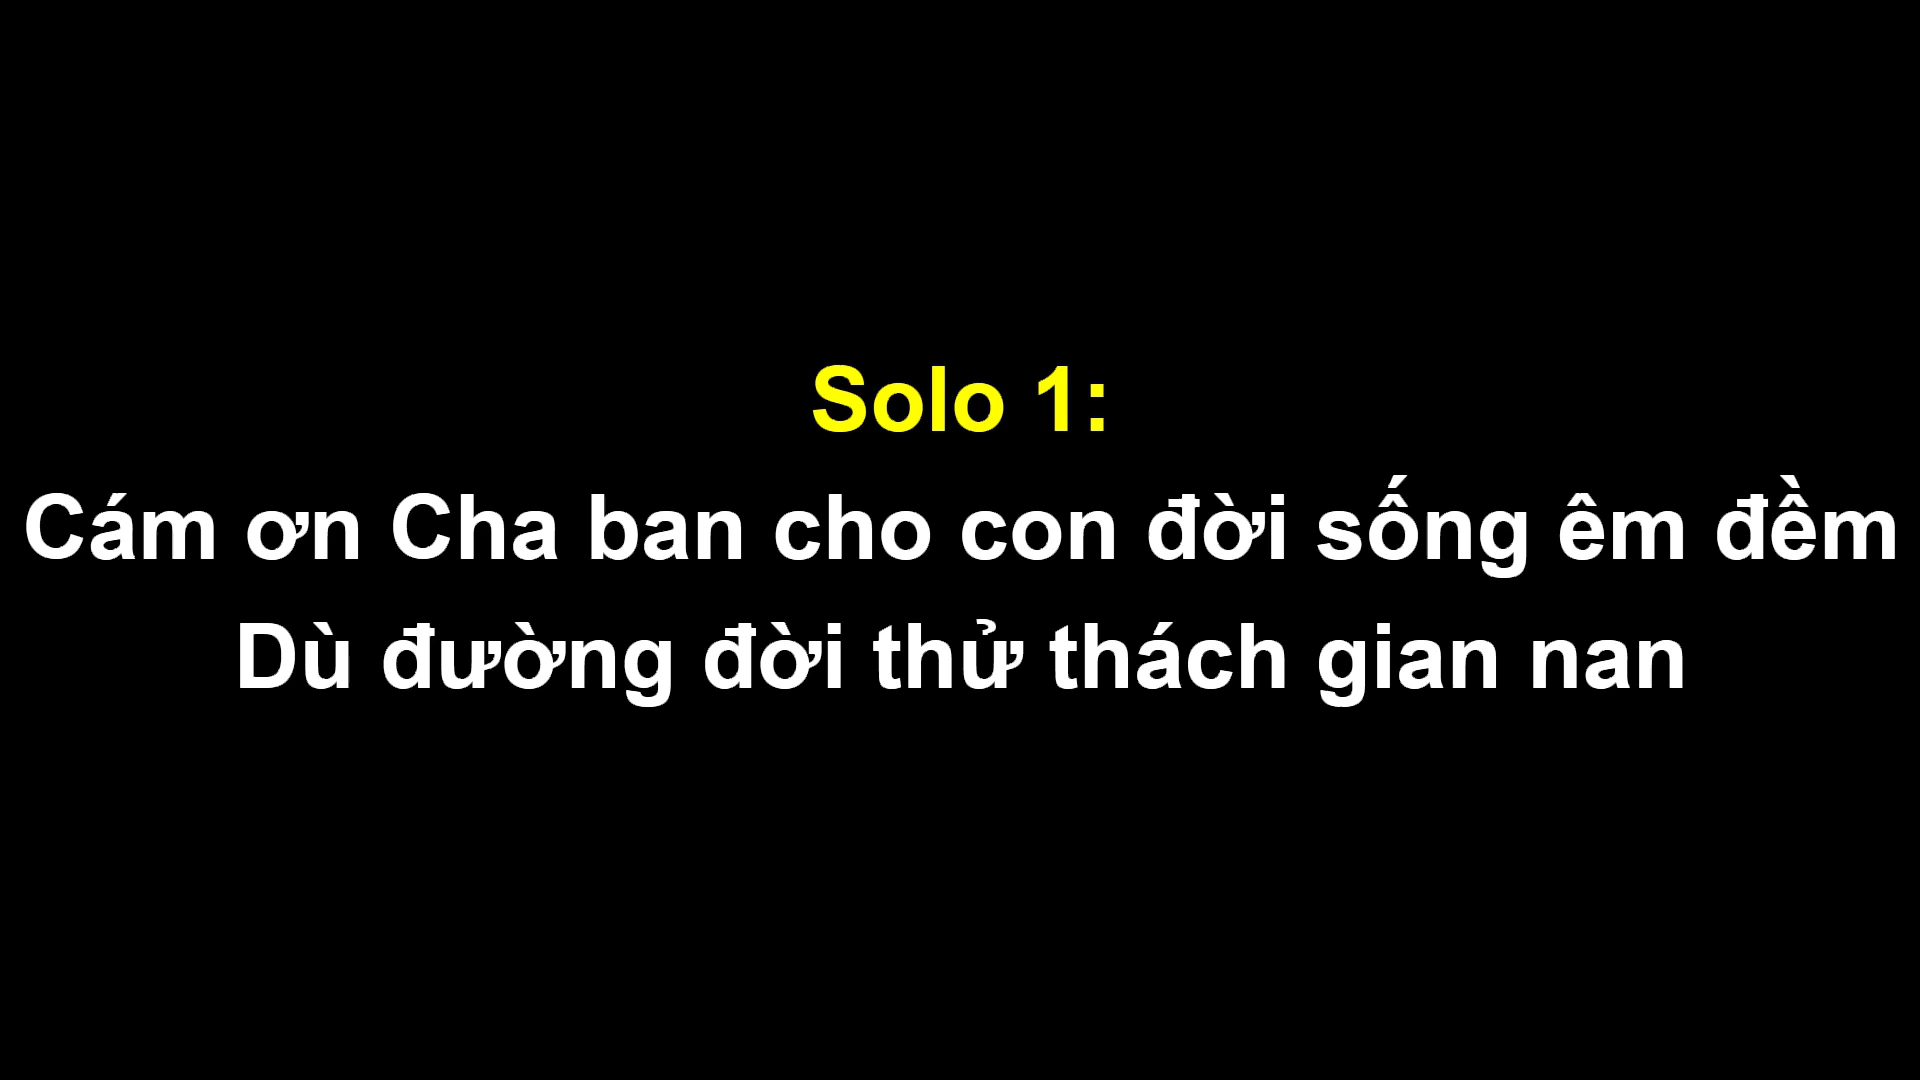 Solo 1:
Cám ơn Cha ban cho con đời sống êm đềm
Dù đường đời thử thách gian nan